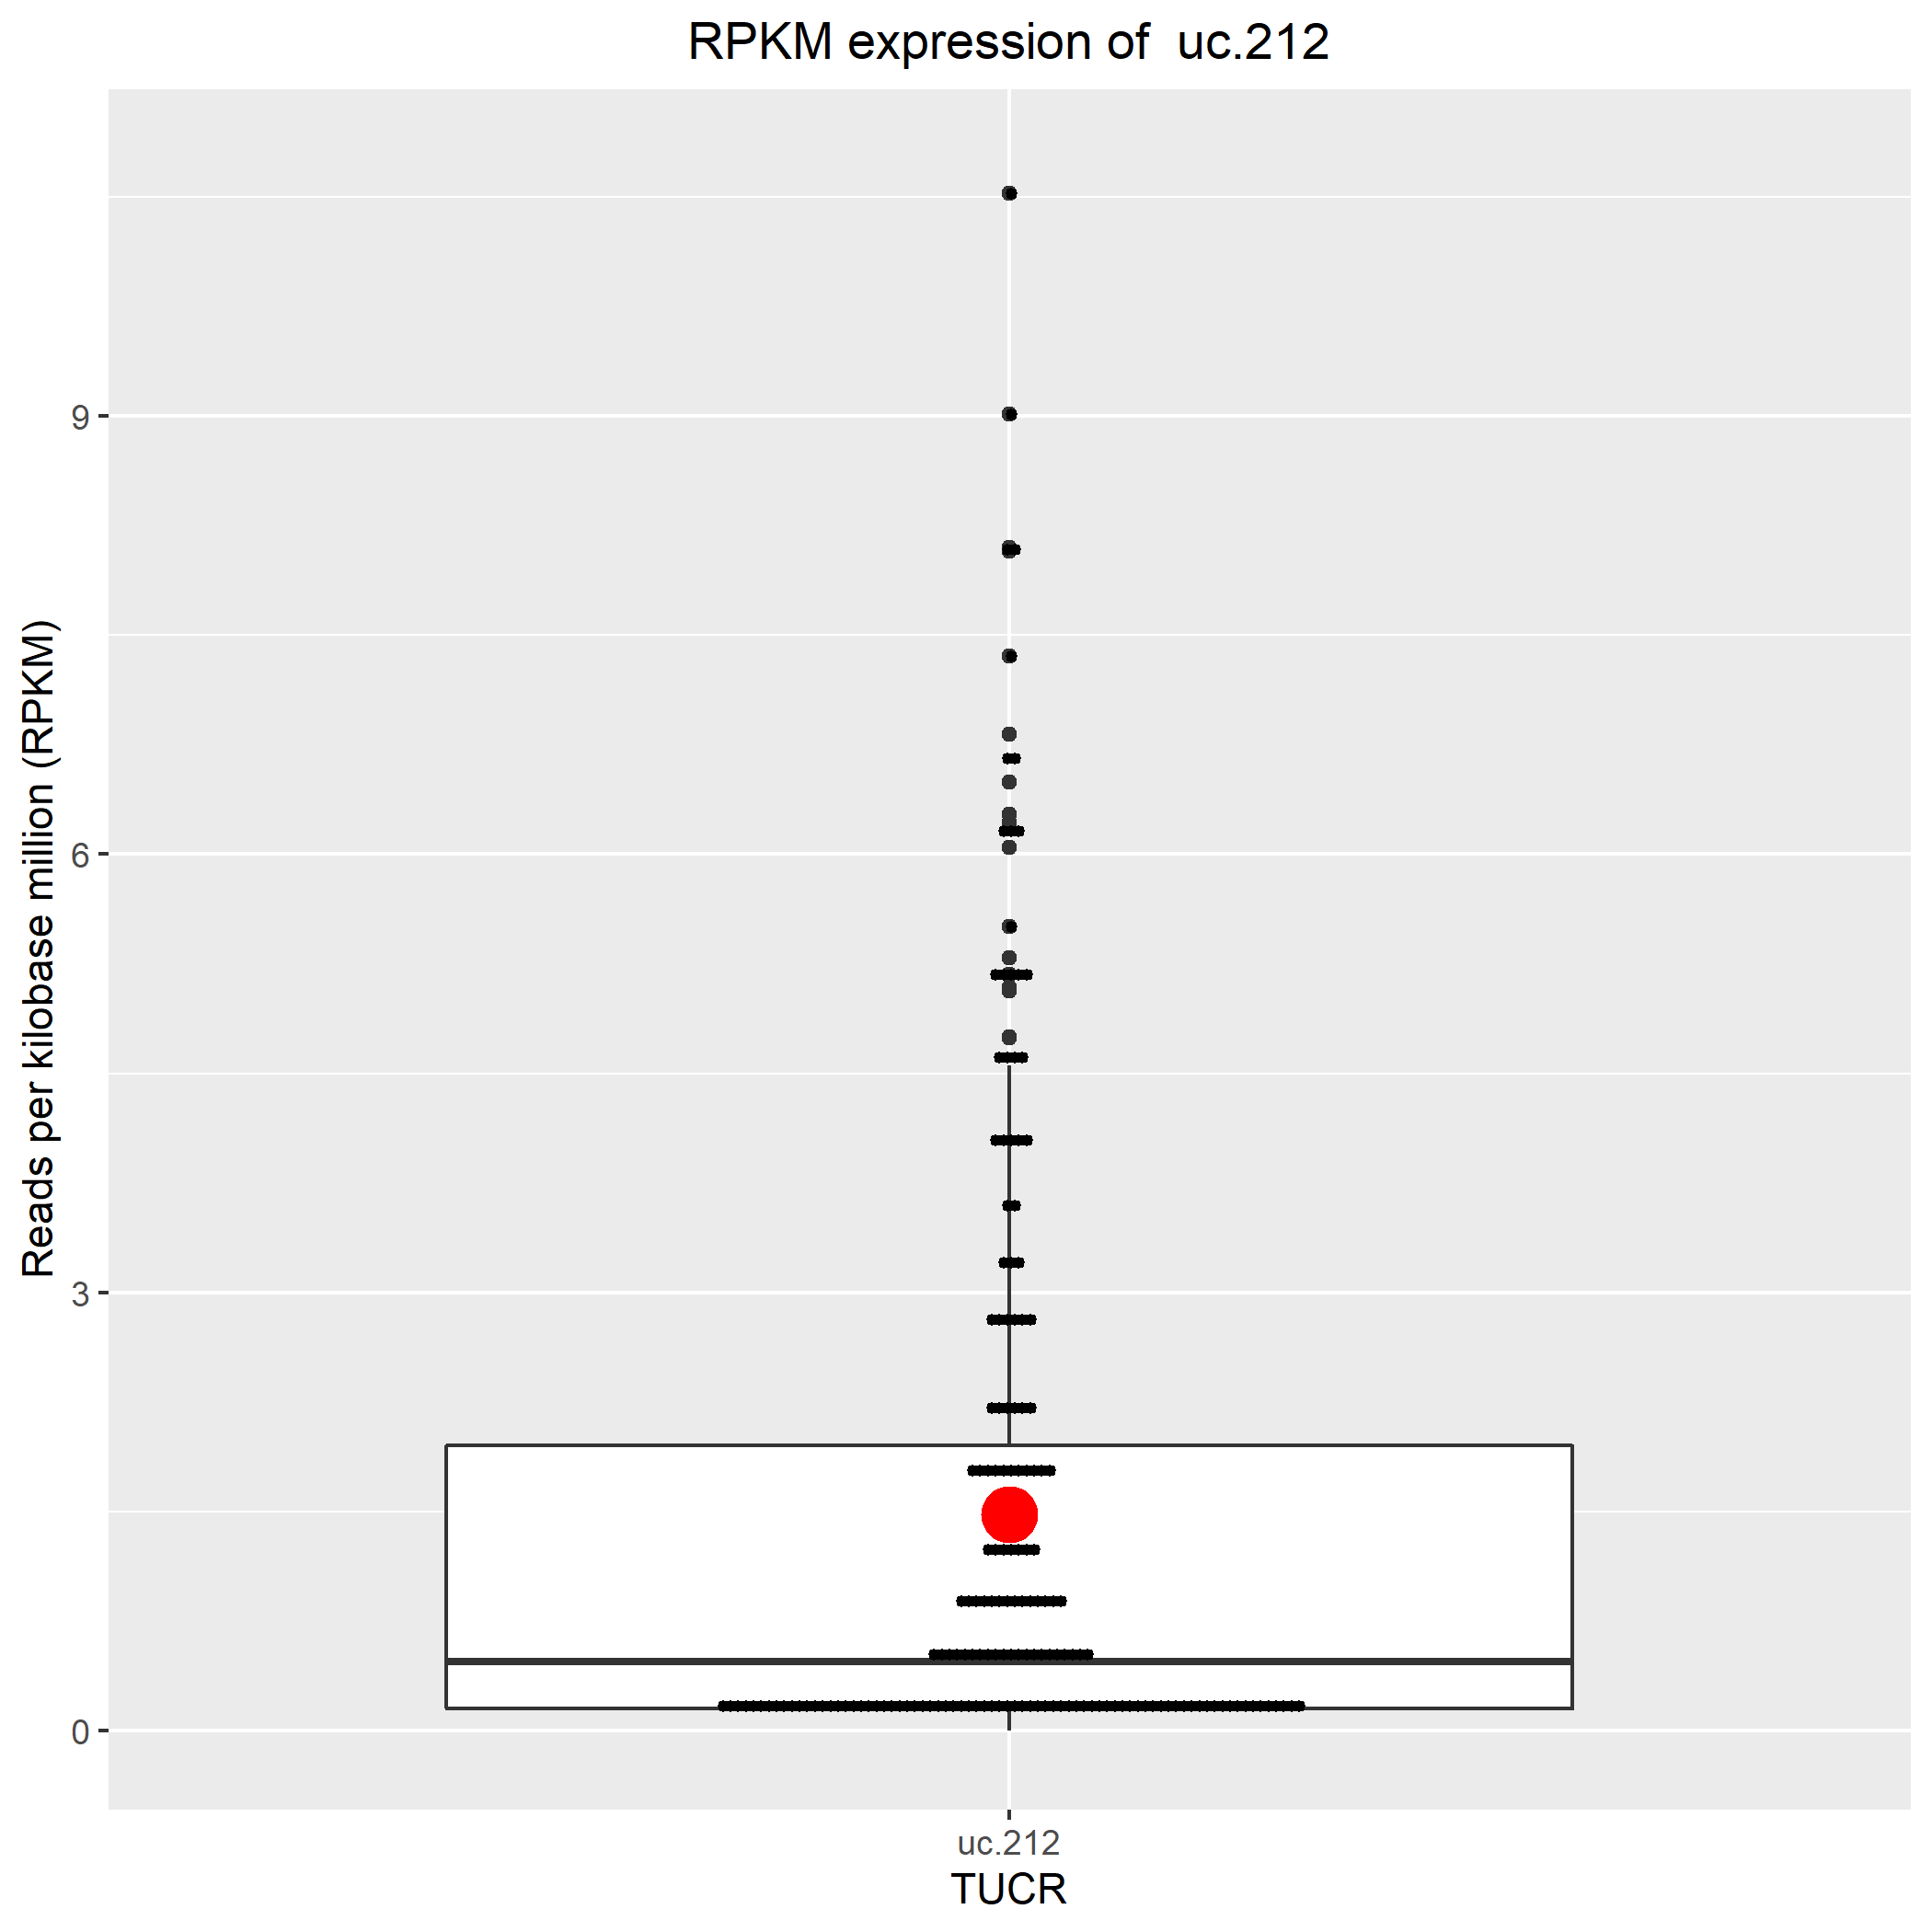 RPKM expression of  uc.212
Reads per kilobase million (RPKM)
9
6
3
0
uc.212
TUCR